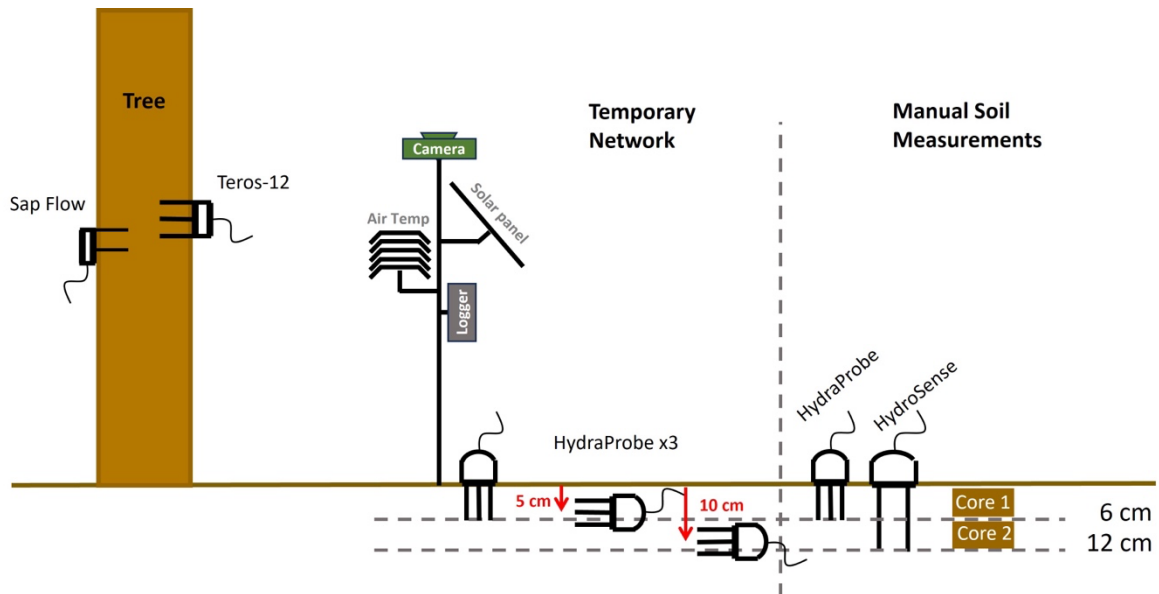 Tree
Temporary
Network
Manual Soil
Measurements
Camera
Teros-12
Sap Flow
Solar panel
Air Temp
Logger
HydraProbe
HydroSense
HydraProbe x3
5 cm
10 cm
Core 1
6 cm
Core 2
12 cm